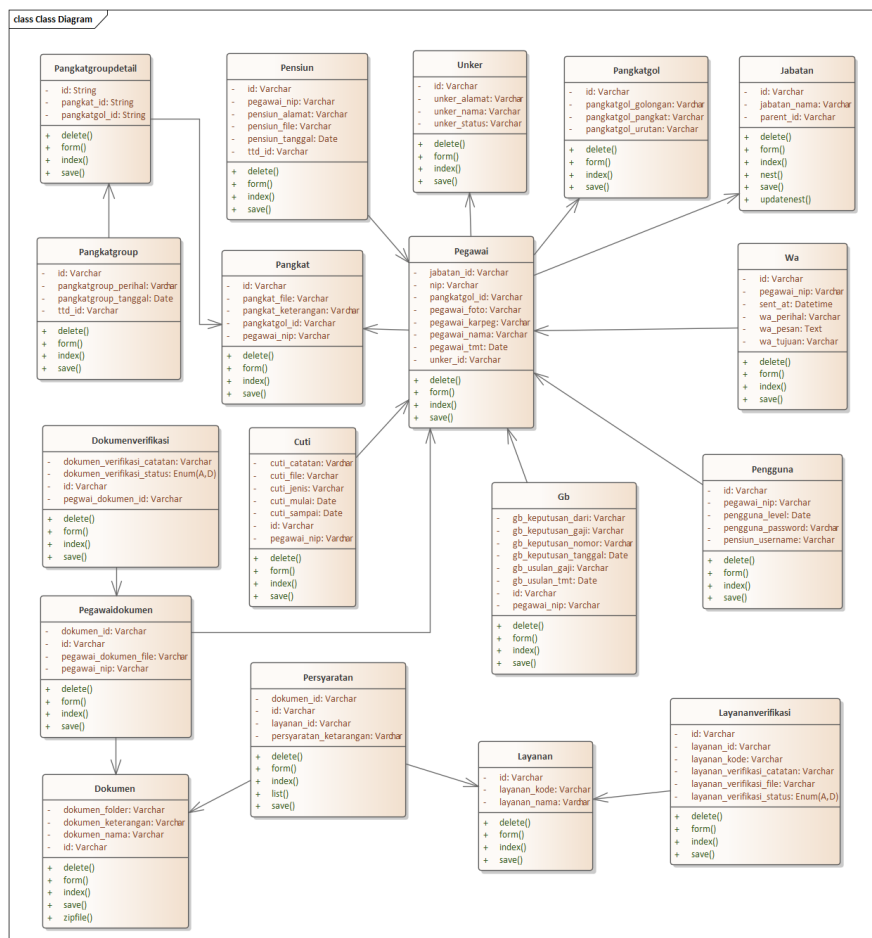 class Class Diagram
Pangkatgroupdetail
- id: String
- pangkat_id: String
- pangkatgol_id: String
+ delete()
+ form()
+ index()
+ save()
Pensiun
- id: Varchar
- pegawai_nip: Varchar
- pensiun_alamat: Varchar
- pensiun_file: Varchar
- pensiun_tanggal: Date
- ttd_id: Varchar
+ delete()
+ form()
+ index()
+ save()
Unker
- id: Varchar
- unker_alamat: Varchar
- unker_nama: Varchar
- unker_status: Varchar
+ delete()
+ form()
+ index()
+ save()
Pangkatgol
- id: Varchar
- pangkatgol_golongan: Varchar
- pangkatgol_pangkat: Varchar
- pangkatgol_urutan: Varchar
+ delete()
+ form()
+ index()
+ save()
Jabatan
- id: Varchar
- jabatan_nama: Varchar
- parent_id: Varchar
+ delete()
+ form()
+ index()
+ nest()
+ save()
+ updatenest()
Pangkatgroup
- id: Varchar
- pangkatgroup_perihal: Varchar
- pangkatgroup_tanggal: Date
- ttd_id: Varchar
+ delete()
+ form()
+ index()
+ save()
Pangkat
- id: Varchar
- pangkat_file: Varchar
- pangkat_keterangan: Varchar
- pangkatgol_id: Varchar
- pegawai_nip: Varchar
+ delete()
+ form()
+ index()
+ save()
Pegawai
- jabatan_id: Varchar
- nip: Varchar
- pangkatgol_id: Varchar
- pegawai_foto: Varchar
- pegawai_karpeg: Varchar
- pegawai_nama: Varchar
- pegawai_tmt: Date
- unker_id: Varchar
+ delete()
+ form()
+ index()
+ save()
Wa
- id: Varchar
- pegawai_nip: Varchar
- sent_at: Datetime
- wa_perihal: Varchar
- wa_pesan: Text
- wa_tujuan: Varchar
+ delete()
+ form()
+ index()
+ save()
Dokumenverifikasi
- dokumen_verifikasi_catatan: Varchar
- dokumen_verifikasi_status: Enum(A,D)
- id: Varchar
- pegwai_dokumen_id: Varchar
+ delete()
+ form()
+ index()
+ save()
Cuti
- cuti_catatan: Varchar
- cuti_file: Varchar
- cuti_jenis: Varchar
- cuti_mulai: Date
- cuti_sampai: Date
- id: Varchar
- pegawai_nip: Varchar
+ delete()
+ form()
+ index()
+ save()
Gb
- gb_keputusan_dari: Varchar
- gb_keputusan_gaji: Varchar
- gb_keputusan_nomor: Varchar
- gb_keputusan_tanggal: Date
- gb_usulan_gaji: Varchar
- gb_usulan_tmt: Date
- id: Varchar
- pegawai_nip: Varchar
+ delete()
+ form()
+ index()
+ save()
Pengguna
- id: Varchar
- pegawai_nip: Varchar
- pengguna_level: Date
- pengguna_password: Varchar
- pensiun_username: Varchar
+ delete()
+ form()
+ index()
+ save()
Pegawaidokumen
- dokumen_id: Varchar
- id: Varchar
- pegawai_dokumen_file: Varchar
- pegawai_nip: Varchar
+ delete()
+ form()
+ index()
+ save()
Persyaratan
- dokumen_id: Varchar
- id: Varchar
- layanan_id: Varchar
- persyaratan_ketarangan: Varchar
+ delete()
+ form()
+ index()
+ list()
+ save()
Layanan
- id: Varchar
- layanan_kode: Varchar
- layanan_nama: Varchar
+ delete()
+ form()
+ index()
+ save()
Layananverifikasi
- id: Varchar
- layanan_id: Varchar
- layanan_kode: Varchar
- layanan_verifikasi_catatan: Varchar
- layanan_verifikasi_file: Varchar
- layanan_verifikasi_status: Enum(A,D)
+ delete()
+ form()
+ index()
+ save()
Dokumen
- dokumen_folder: Varchar
- dokumen_keterangan: Varchar
- dokumen_nama: Varchar
- id: Varchar
+ delete()
+ form()
+ index()
+ save()
+ zipfile()